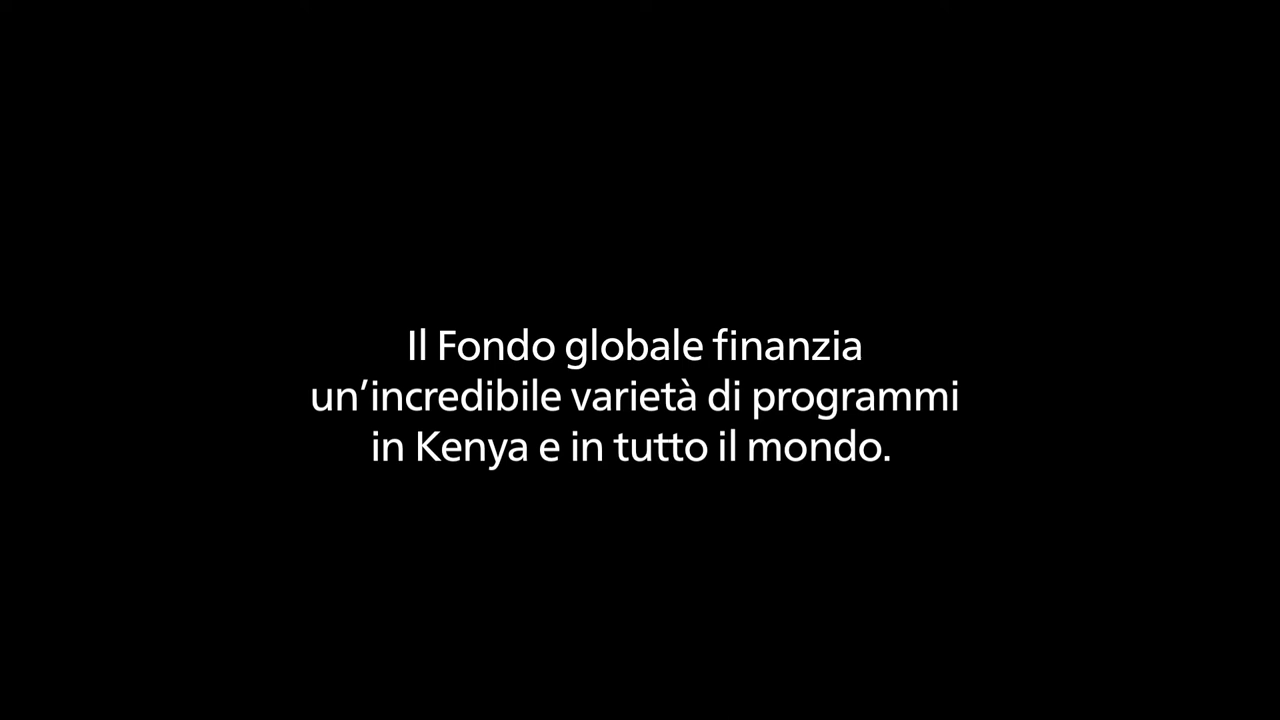 Il Fondo globale finanzia
un’incredibile varietà di programmi
in Kenya e in tutto il mondo.